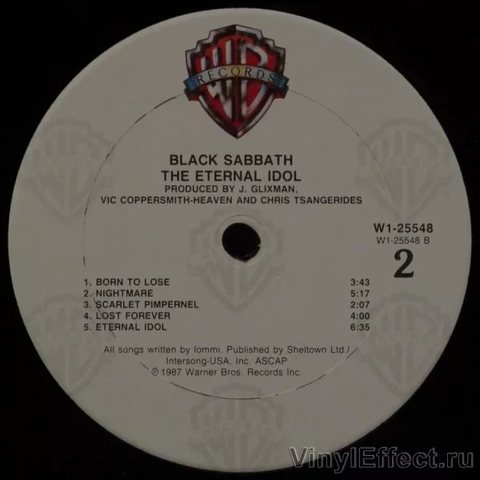 RECORDS
BLACK SABBATH
THE ETERNAL IDOL
PRODUCED BY J. GLIXMAN,
VIC COPPERSMITH-HEAVEN AND CHRIS TSANGERIDES
W1-25548
W1-25548 B
2
1. BORN TO LOSE 3:43
2. NIGHTMARE 5:17
3. SCARLET PIMPERNEL 2:07
4. LOST FOREVER 4:00
5. ETERNAL IDOL 6:35
All songs written by Iommi. Published by Sheltown Ltd./
Intersong-USA, Inc. ASCAP
℗1987 Warner Bros. Records Inc.
VinylEffect.ru